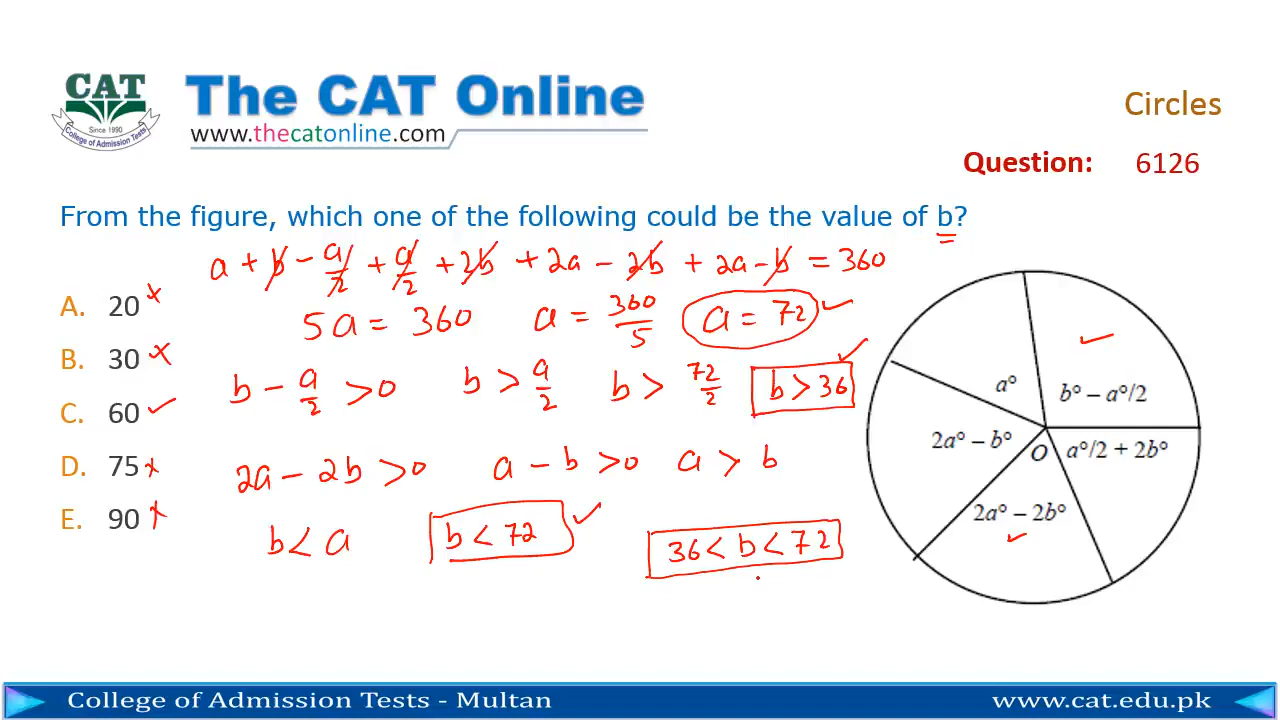 CAT
Since 1990
College of Admission Tests
The CAT Online
www.thecatonline.com
Circles
Question: 6126
From the figure, which one of the following could be the value of b?
a + b - a/2 + a/2 + 2b + 2a - 2b + 2a - b = 360
A. 20 ×
5a = 360 a = 360/5 a = 72 ✓
B. 30 ×
b - a/2 > 0 b > a/2 b > 72/2 b > 36 ✓
C. 60 ✓
D. 75 ×
2a - 2b > 0 a - b > 0 a > b
E. 90 ×
b < a b < 72 ✓ 36 < b < 72
a°
b° – a°/2
2a° – b°
O
a°/2 + 2b°
2a° – 2b°
College of Admission Tests - Multan
www.cat.edu.pk